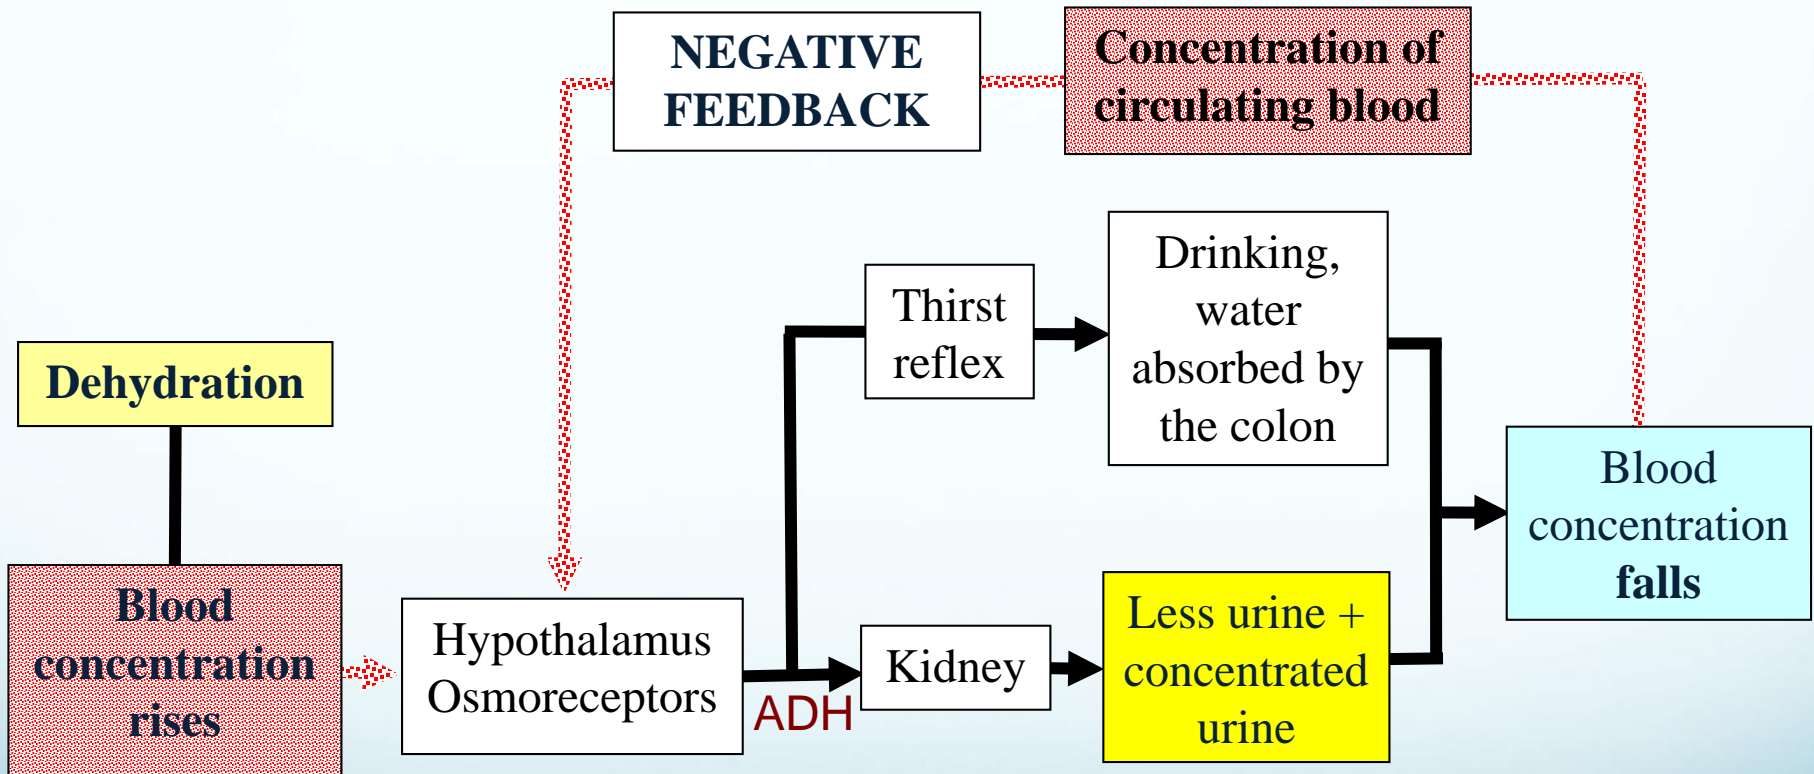 NEGATIVE
FEEDBACK
Concentration of
circulating blood
Dehydration
Blood
concentration
rises
Hypothalamus
Osmoreceptors
ADH
Thirst
reflex
Drinking,
water
absorbed by
the colon
Kidney
Less urine +
concentrated
urine
Blood
concentration
falls